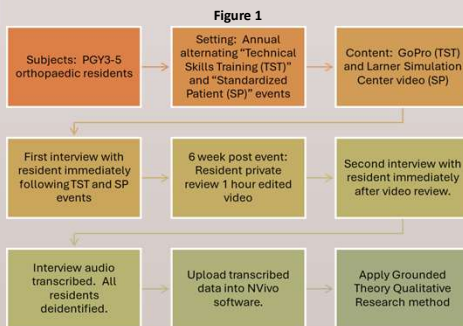 Figure 1
Subjects: PGY3-5
orthopaedic residents
Setting: Annual
alternating "Technical
Skills Training (TST)"
and "Standardized
Patient (SP)" events
Content: GoPro (TST)
and Larner Simulation
Center video (SP)
First interview with
resident immediately
following TST and SP
events
6 week post event:
Resident private
review 1 hour edited
video
Second interview with
resident immediately
after video review.
Interview audio
transcribed. All
residents
deidentified.
Upload transcribed
data into NVivo
software.
Apply Grounded
Theory Qualitative
Research method